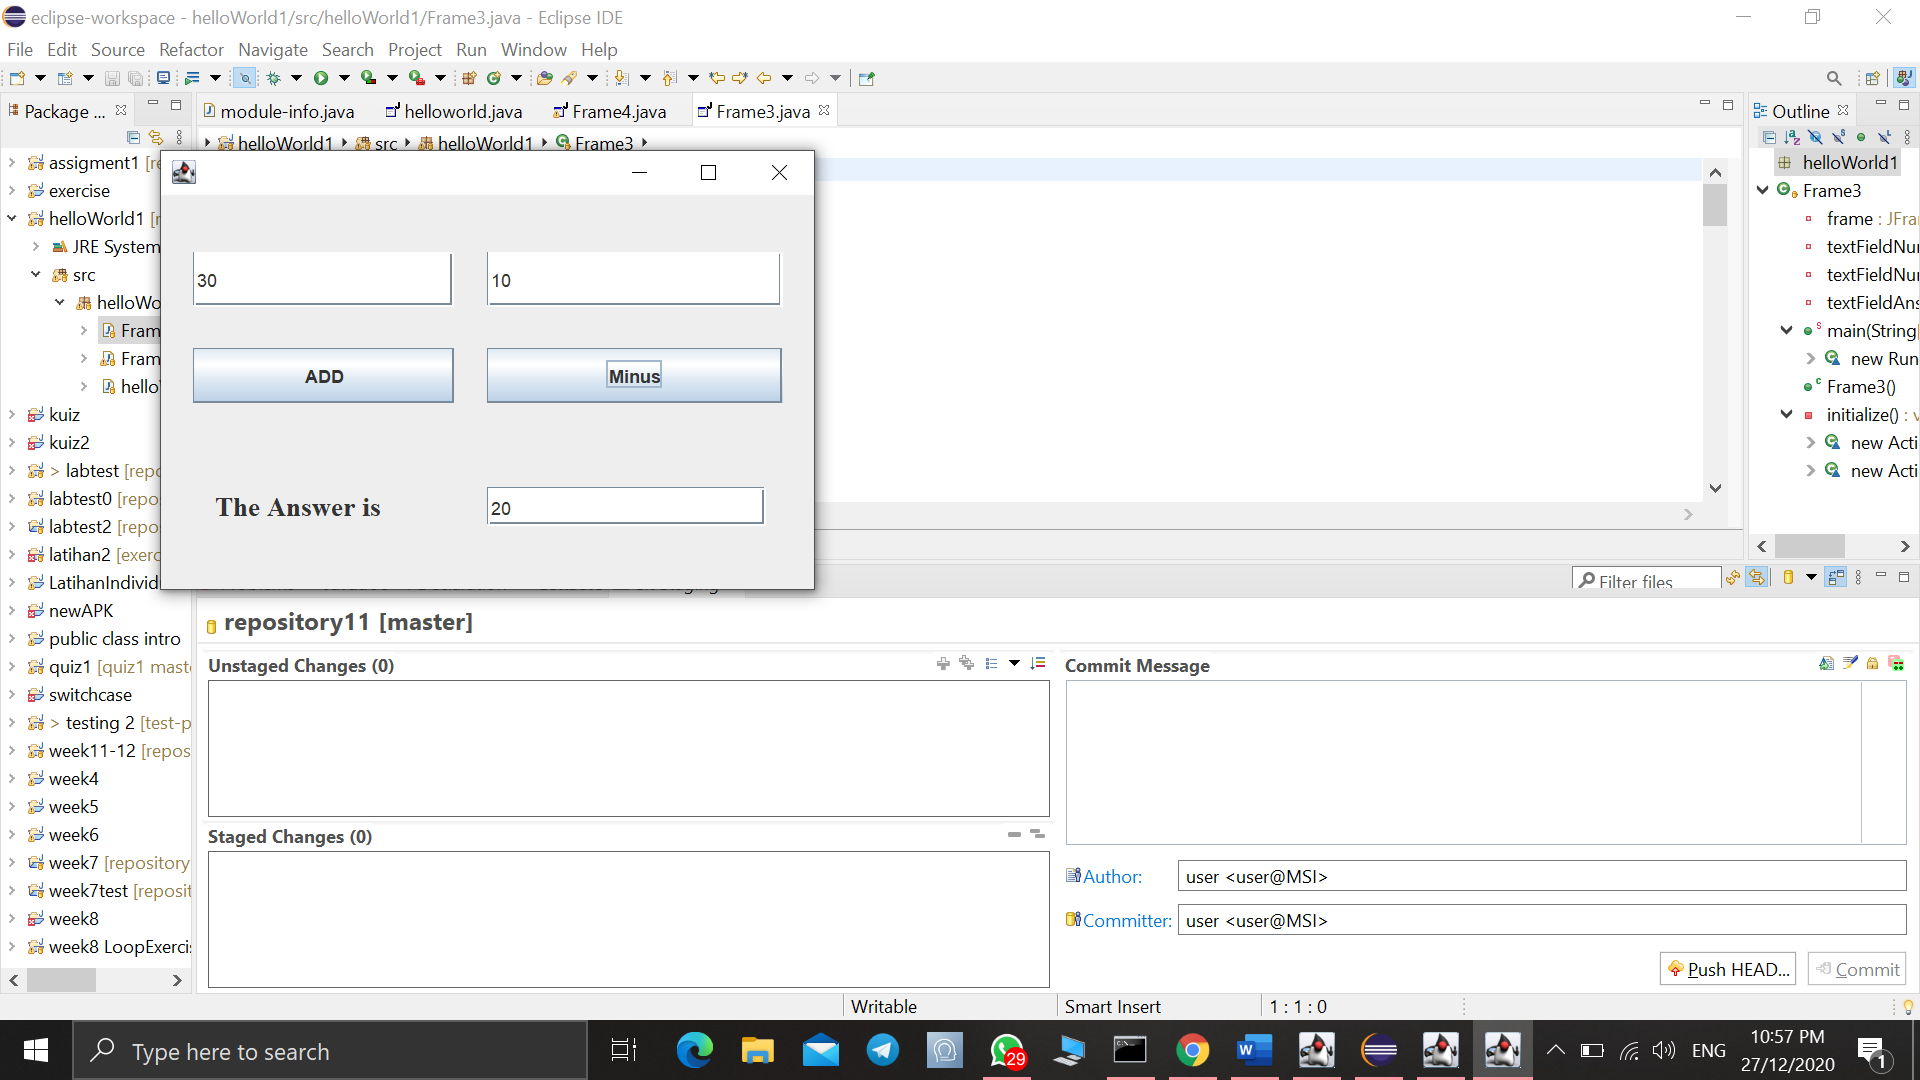 eclipse-workspace - helloWorld1/src/helloWorld1/Frame3.java - Eclipse IDE
File Edit Source Refactor Navigate Search Project Run Window Help
Package ...
module-info.java
helloworld.java
Frame4.java
Frame3.java
helloWorld1 src helloWorld1 Frame3
assigment1 [re
exercise
helloWorld1 [r
JRE System
src
helloWo
Fram
Fram
hello
kuiz
kuiz2
> labtest [repo
labtest0 [repo
labtest2 [repo
latihan2 [exerc
LatihanIndivid
newAPK
public class intro
quiz1 [quiz1 maste
switchcase
> testing 2 [test-p
week11-12 [repos
week4
week5
week6
week7 [repository
week7test [reposit
week8
week8 LoopExercis
30
10
ADD
Minus
The Answer is
20
Outline
helloWorld1
Frame3
frame : JFra
textFieldNu
textFieldNu
textFieldAns
main(String[
new Run
Frame3()
initialize() : v
new Acti
new Acti
Filter files
repository11 [master]
Unstaged Changes (0)
Staged Changes (0)
Commit Message
Author: user <user@MSI>
Committer: user <user@MSI>
Push HEAD...
Commit
Writable
Smart Insert
1 : 1 : 0
Type here to search
29
ENG
10:57 PM
27/12/2020
1